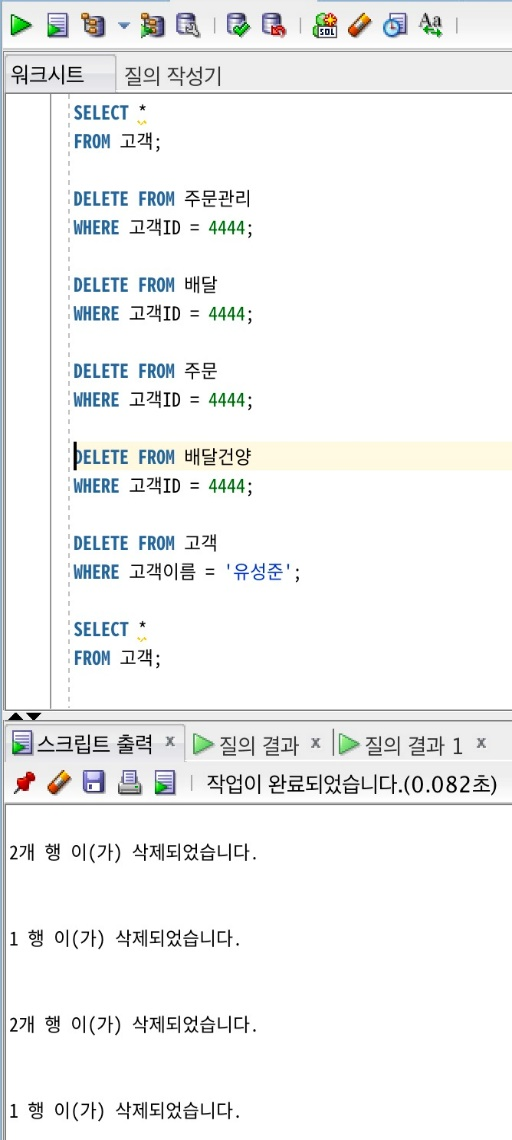 워크시트 질의 작성기
SELECT *
FROM 고객;
DELETE FROM 주문관리
WHERE 고객ID = 4444;
DELETE FROM 배달
WHERE 고객ID = 4444;
DELETE FROM 주문
WHERE 고객ID = 4444;
DELETE FROM 배달건양
WHERE 고객ID = 4444;
DELETE FROM 고객
WHERE 고객이름 = '유성준';
SELECT *
FROM 고객;
스크립트 출력 x 질의 결과 x 질의 결과 1 x
작업이 완료되었습니다.(0.082초)
2개 행 이(가) 삭제되었습니다.
1 행 이(가) 삭제되었습니다.
2개 행 이(가) 삭제되었습니다.
1 행 이(가) 삭제되었습니다.